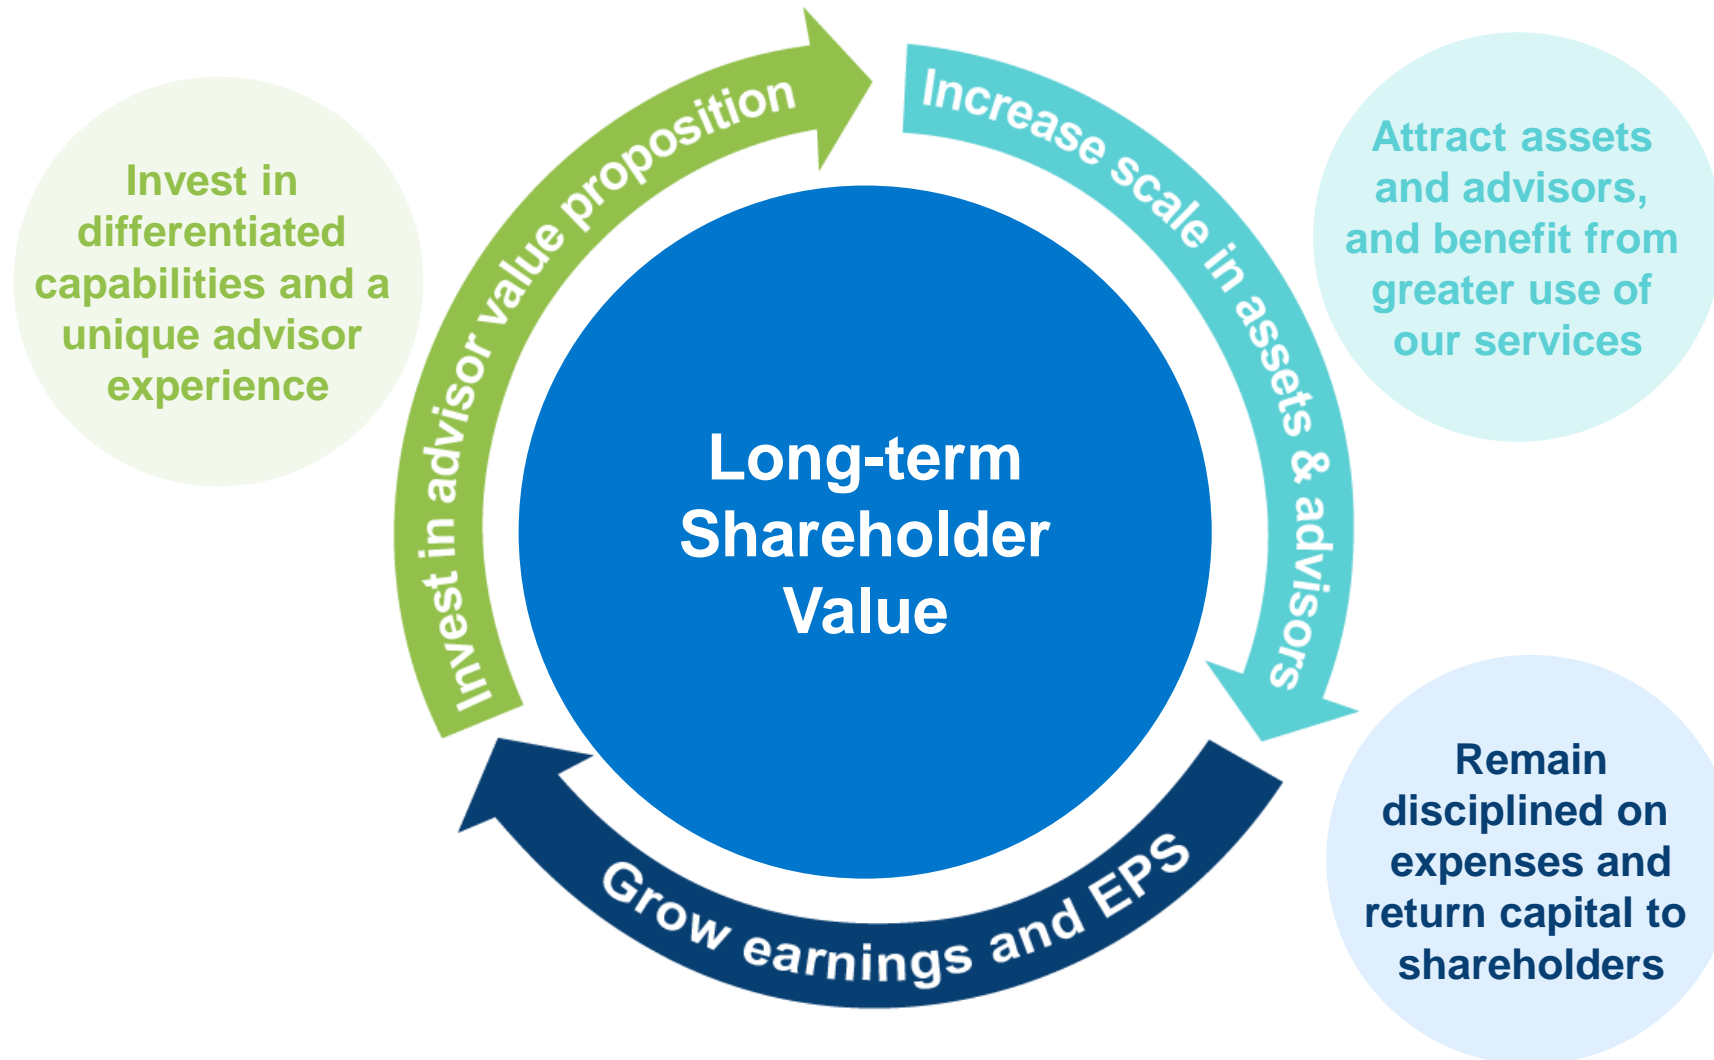 Invest in
differentiated
capabilities and a
unique advisor
experience
Invest in advisor value proposition
Increase scale in assets & advisors
Attract assets
and advisors,
and benefit from
greater use of
our services
Long-term
Shareholder
Value
Grow earnings and EPS
Remain
disciplined on
expenses and
return capital to
shareholders